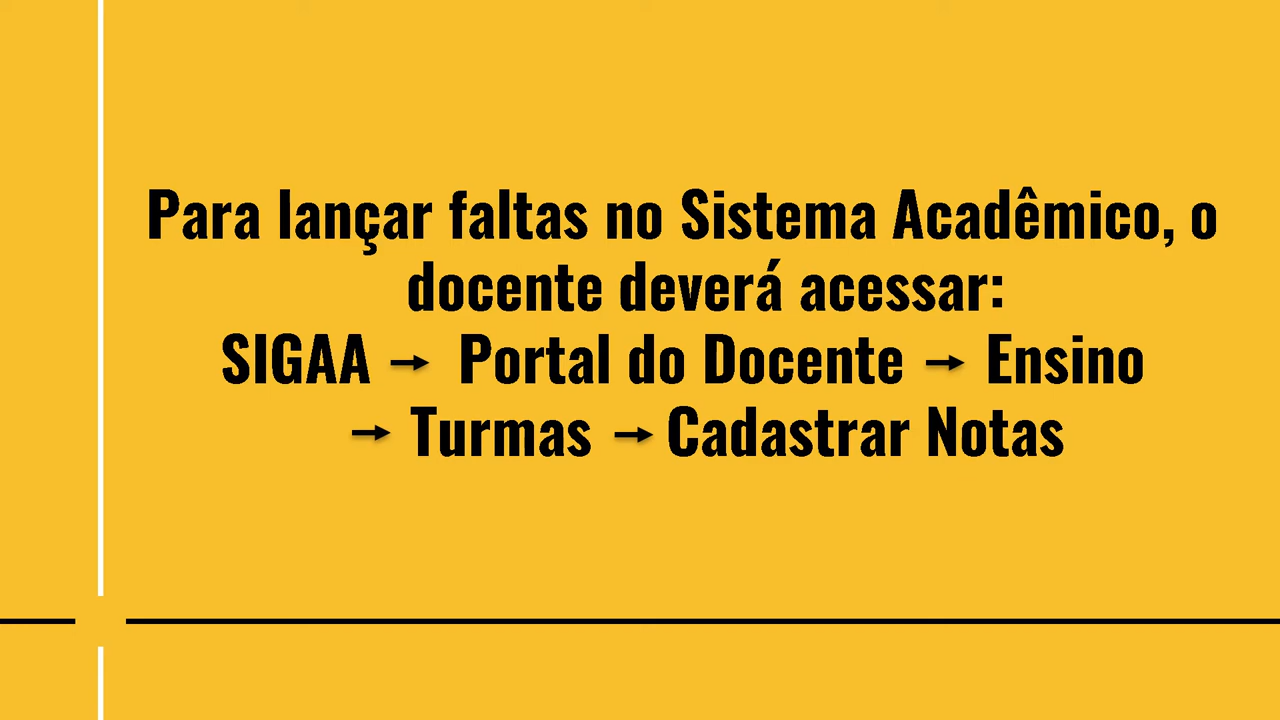 Para lançar faltas no Sistema Acadêmico, o
docente deverá acessar:
SIGAA → Portal do Docente → Ensino
→ Turmas → Cadastrar Notas